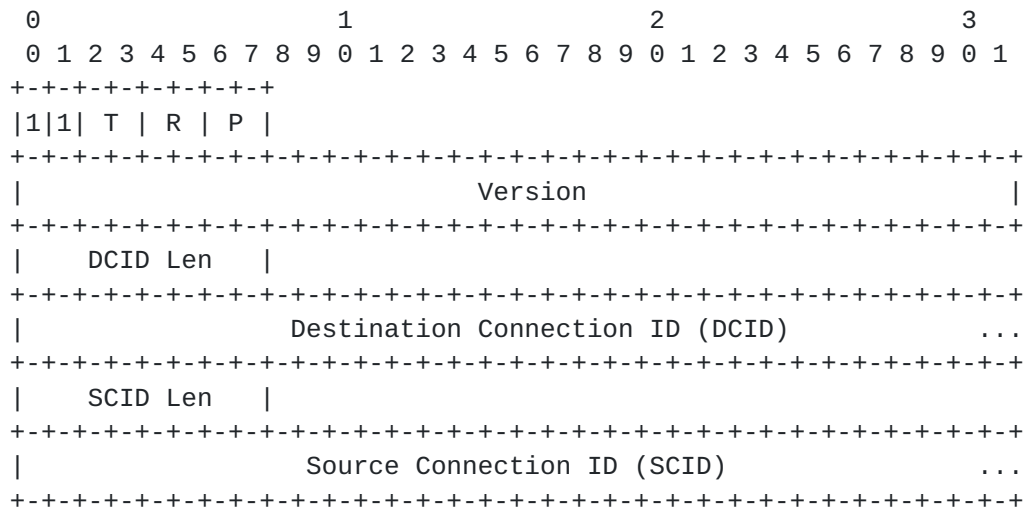 0                   1                   2                   3
 0 1 2 3 4 5 6 7 8 9 0 1 2 3 4 5 6 7 8 9 0 1 2 3 4 5 6 7 8 9 0 1
+-+-+-+-+-+-+-+-+
|1|1| T | R | P |
+-+-+-+-+-+-+-+-+-+-+-+-+-+-+-+-+-+-+-+-+-+-+-+-+-+-+-+-+-+-+-+-+
|                             Version                           |
+-+-+-+-+-+-+-+-+-+-+-+-+-+-+-+-+-+-+-+-+-+-+-+-+-+-+-+-+-+-+-+-+
|    DCID Len   |
+-+-+-+-+-+-+-+-+-+-+-+-+-+-+-+-+-+-+-+-+-+-+-+-+-+-+-+-+-+-+-+-+
|                 Destination Connection ID (DCID)            ...
+-+-+-+-+-+-+-+-+-+-+-+-+-+-+-+-+-+-+-+-+-+-+-+-+-+-+-+-+-+-+-+-+
|    SCID Len   |
+-+-+-+-+-+-+-+-+-+-+-+-+-+-+-+-+-+-+-+-+-+-+-+-+-+-+-+-+-+-+-+-+
|                  Source Connection ID (SCID)                ...
+-+-+-+-+-+-+-+-+-+-+-+-+-+-+-+-+-+-+-+-+-+-+-+-+-+-+-+-+-+-+-+-+